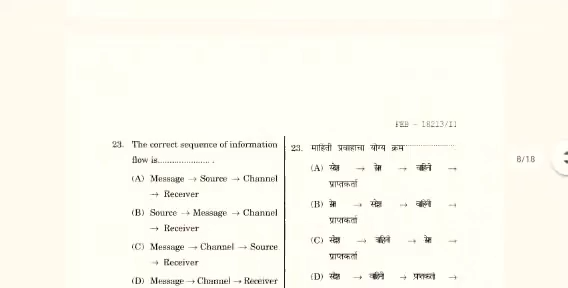 FEB - 18213/II
23. The correct sequence of information
flow is...................... .
(A) Message → Source → Channel
→ Receiver
(B) Source → Message → Channel
→ Receiver
(C) Message → Channel → Source
→ Receiver
(D) Message → Channel → Receiver
23. माहिती प्रवाहाचा योग्य क्रम......................
(A) संदेश → → वाहिनी →
प्राप्तकर्ता
(B) → संदेश → वाहिनी →
प्राप्तकर्ता
(C) संदेश → वाहिनी → →
प्राप्तकर्ता
(D) संदेश → वाहिनी → प्राप्तकर्ता →
8/18